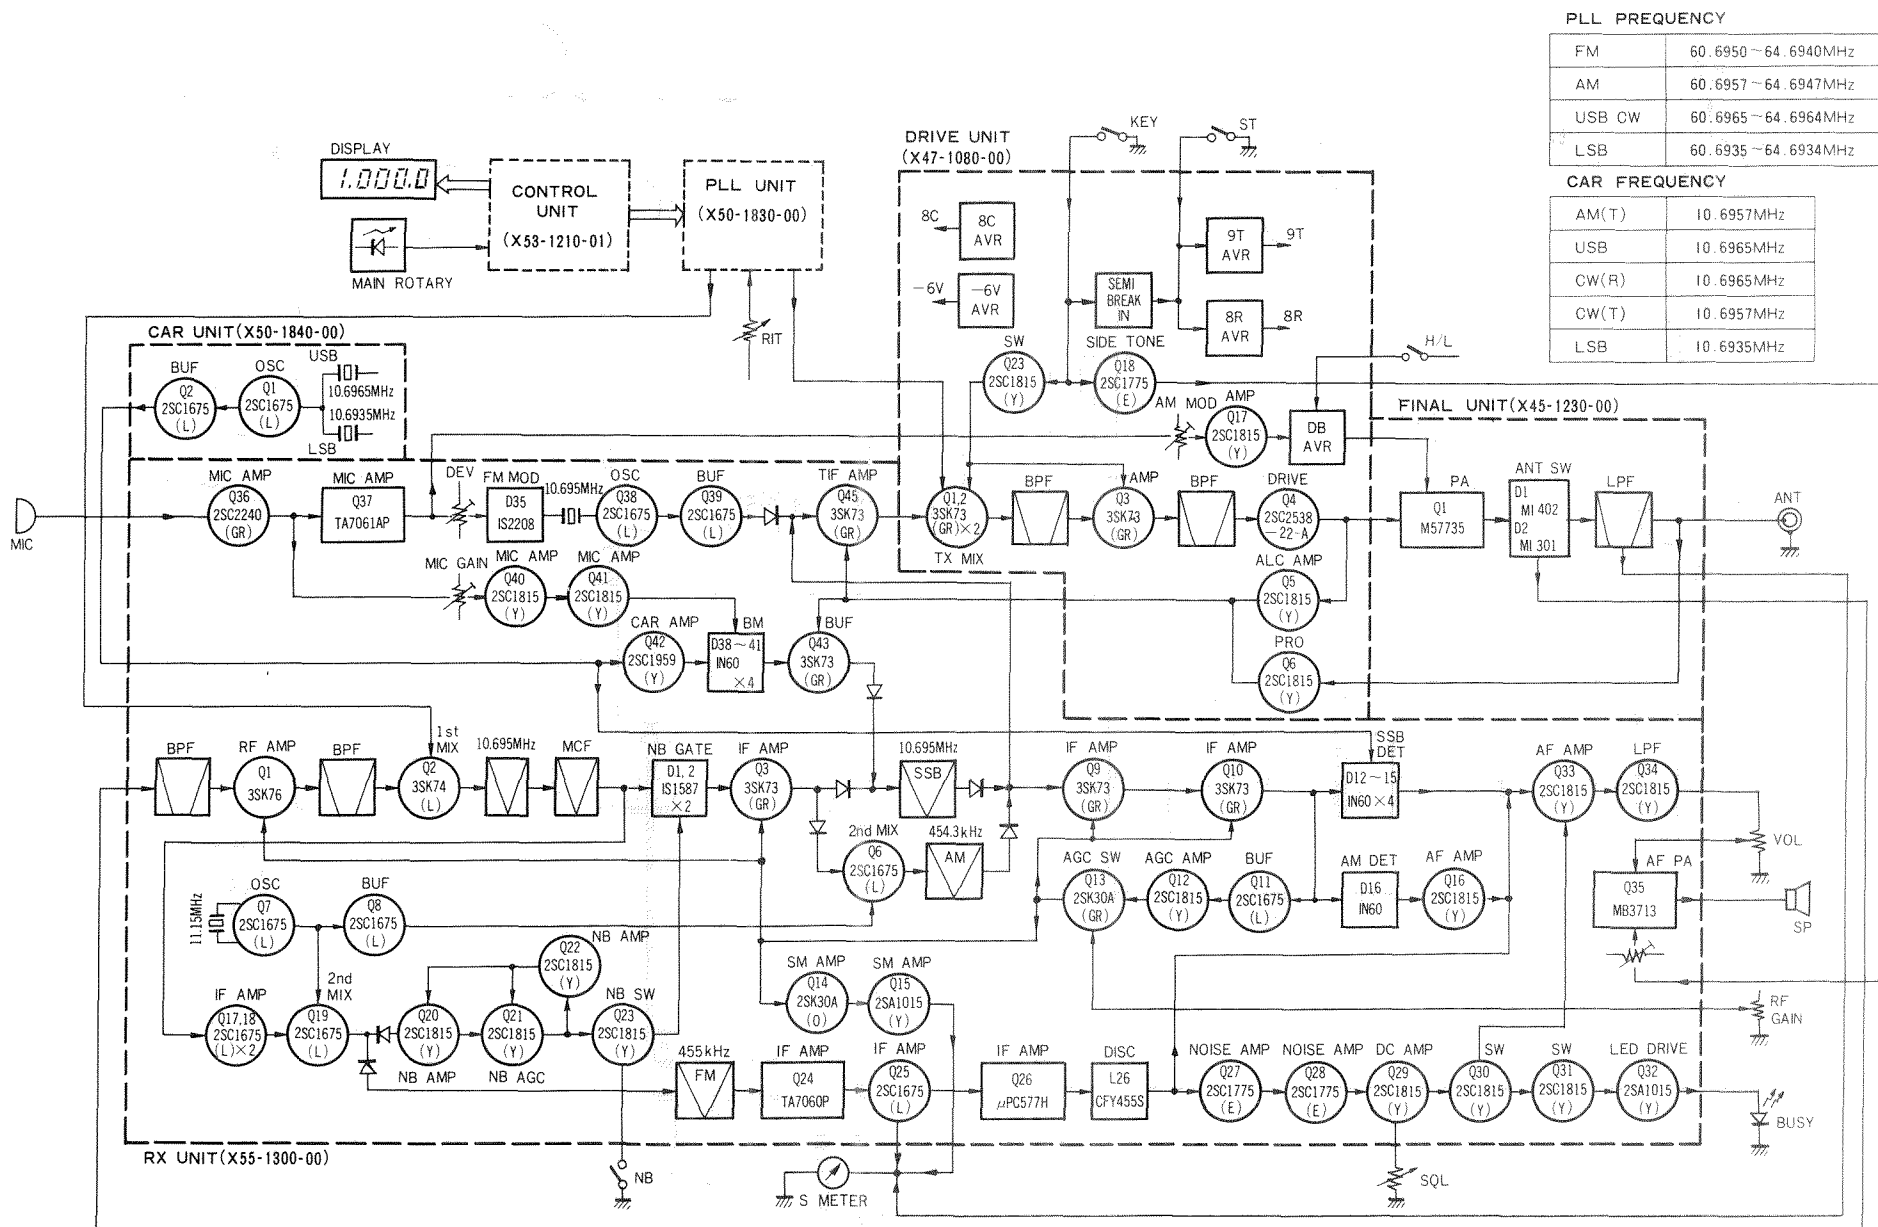 PLL PREQUENCY
FM 60.6950~64.6940MHz
AM 60.6957~64.6947MHz
USB CW 60.6965~64.6964MHz
LSB 60.6935~64.6934MHz
CAR FREQUENCY
AM(T) 10.6957MHz
USB 10.6965MHz
CW(R) 10.6965MHz
CW(T) 10.6957MHz
LSB 10.6935MHz
DISPLAY
1.000.0
CONTROL
UNIT
(X53-1210-01)
PLL UNIT
(X50-1830-00)
MAIN ROTARY
RIT
DRIVE UNIT
(X47-1080-00)
KEY
ST
8C
8C
AVR
-6V
-6V
AVR
SEMI
BREAK
IN
9T
AVR
9T
8R
AVR
8R
SW
Q23
2SC1815
(Y)
SIDE TONE
Q18
2SC1775
(E)
H/L
AM MOD
AMP
Q17
2SC1815
(Y)
DB
AVR
CAR UNIT(X50-1840-00)
BUF
Q2
2SC1675
(L)
OSC
Q1
2SC1675
(L)
USB
10.6965MHz
10.6935MHz
LSB
FINAL UNIT(X45-1230-00)
MIC
MIC AMP
Q36
2SC2240
(GR)
MIC AMP
Q37
TA7061AP
DEV
FM MOD
D35
IS2208
10.695MHz
OSC
Q38
2SC1675
(L)
BUF
Q39
2SC1675
(L)
TIF AMP
Q45
3SK73
(GR)
Q1,2
3SK73
(GR)×2
TX MIX
BPF
AMP
Q3
3SK73
(GR)
BPF
DRIVE
Q4
2SC2538
-22-A
PA
Q1
M57735
ANT SW
D1
MI 402
D2
MI 301
LPF
ANT
MIC GAIN
MIC AMP
Q40
2SC1815
(Y)
MIC AMP
Q41
2SC1815
(Y)
ALC AMP
Q5
2SC1815
(Y)
CAR AMP
Q42
2SC1959
(Y)
BM
D38~41
IN60
×4
BUF
Q43
3SK73
(GR)
PRO
Q6
2SC1815
(Y)
BPF
RF AMP
Q1
3SK76
BPF
1st
MIX
Q2
3SK74
(L)
10.695MHz
MCF
NB GATE
D1,2
IS1587
×2
IF AMP
Q3
3SK73
(GR)
10.695MHz
SSB
IF AMP
Q9
3SK73
(GR)
IF AMP
Q10
3SK73
(GR)
SSB
DET
D12~15
IN60×4
AF AMP
Q33
2SC1815
(Y)
LPF
Q34
2SC1815
(Y)
VOL
2nd MIX
Q6
2SC1675
(L)
454.3kHz
AM
AGC SW
Q13
2SK30A
(GR)
AGC AMP
Q12
2SC1815
(Y)
BUF
Q11
2SC1675
(L)
AM DET
D16
IN60
AF AMP
Q16
2SC1815
(Y)
AF PA
Q35
MB3713
SP
11.15MHz
OSC
Q7
2SC1675
(L)
BUF
Q8
2SC1675
(L)
NB AMP
Q22
2SC1815
(Y)
SM AMP
Q14
2SK30A
(O)
SM AMP
Q15
2SA1015
(Y)
RF
GAIN
IF AMP
Q17,18
2SC1675
(L)×2
2nd
MIX
Q19
2SC1675
(L)
Q20
2SC1815
(Y)
NB AMP
Q21
2SC1815
(Y)
NB AGC
NB SW
Q23
2SC1815
(Y)
455kHz
FM
IF AMP
Q24
TA7060P
IF AMP
Q25
2SC1675
(L)
IF AMP
Q26
μPC577H
DISC
L26
CFY455S
NOISE AMP
Q27
2SC1775
(E)
NOISE AMP
Q28
2SC1775
(E)
DC AMP
Q29
2SC1815
(Y)
SW
Q30
2SC1815
(Y)
SW
Q31
2SC1815
(Y)
LED DRIVE
Q32
2SA1015
(Y)
BUSY
RX UNIT(X55-1300-00)
NB
S METER
SQL